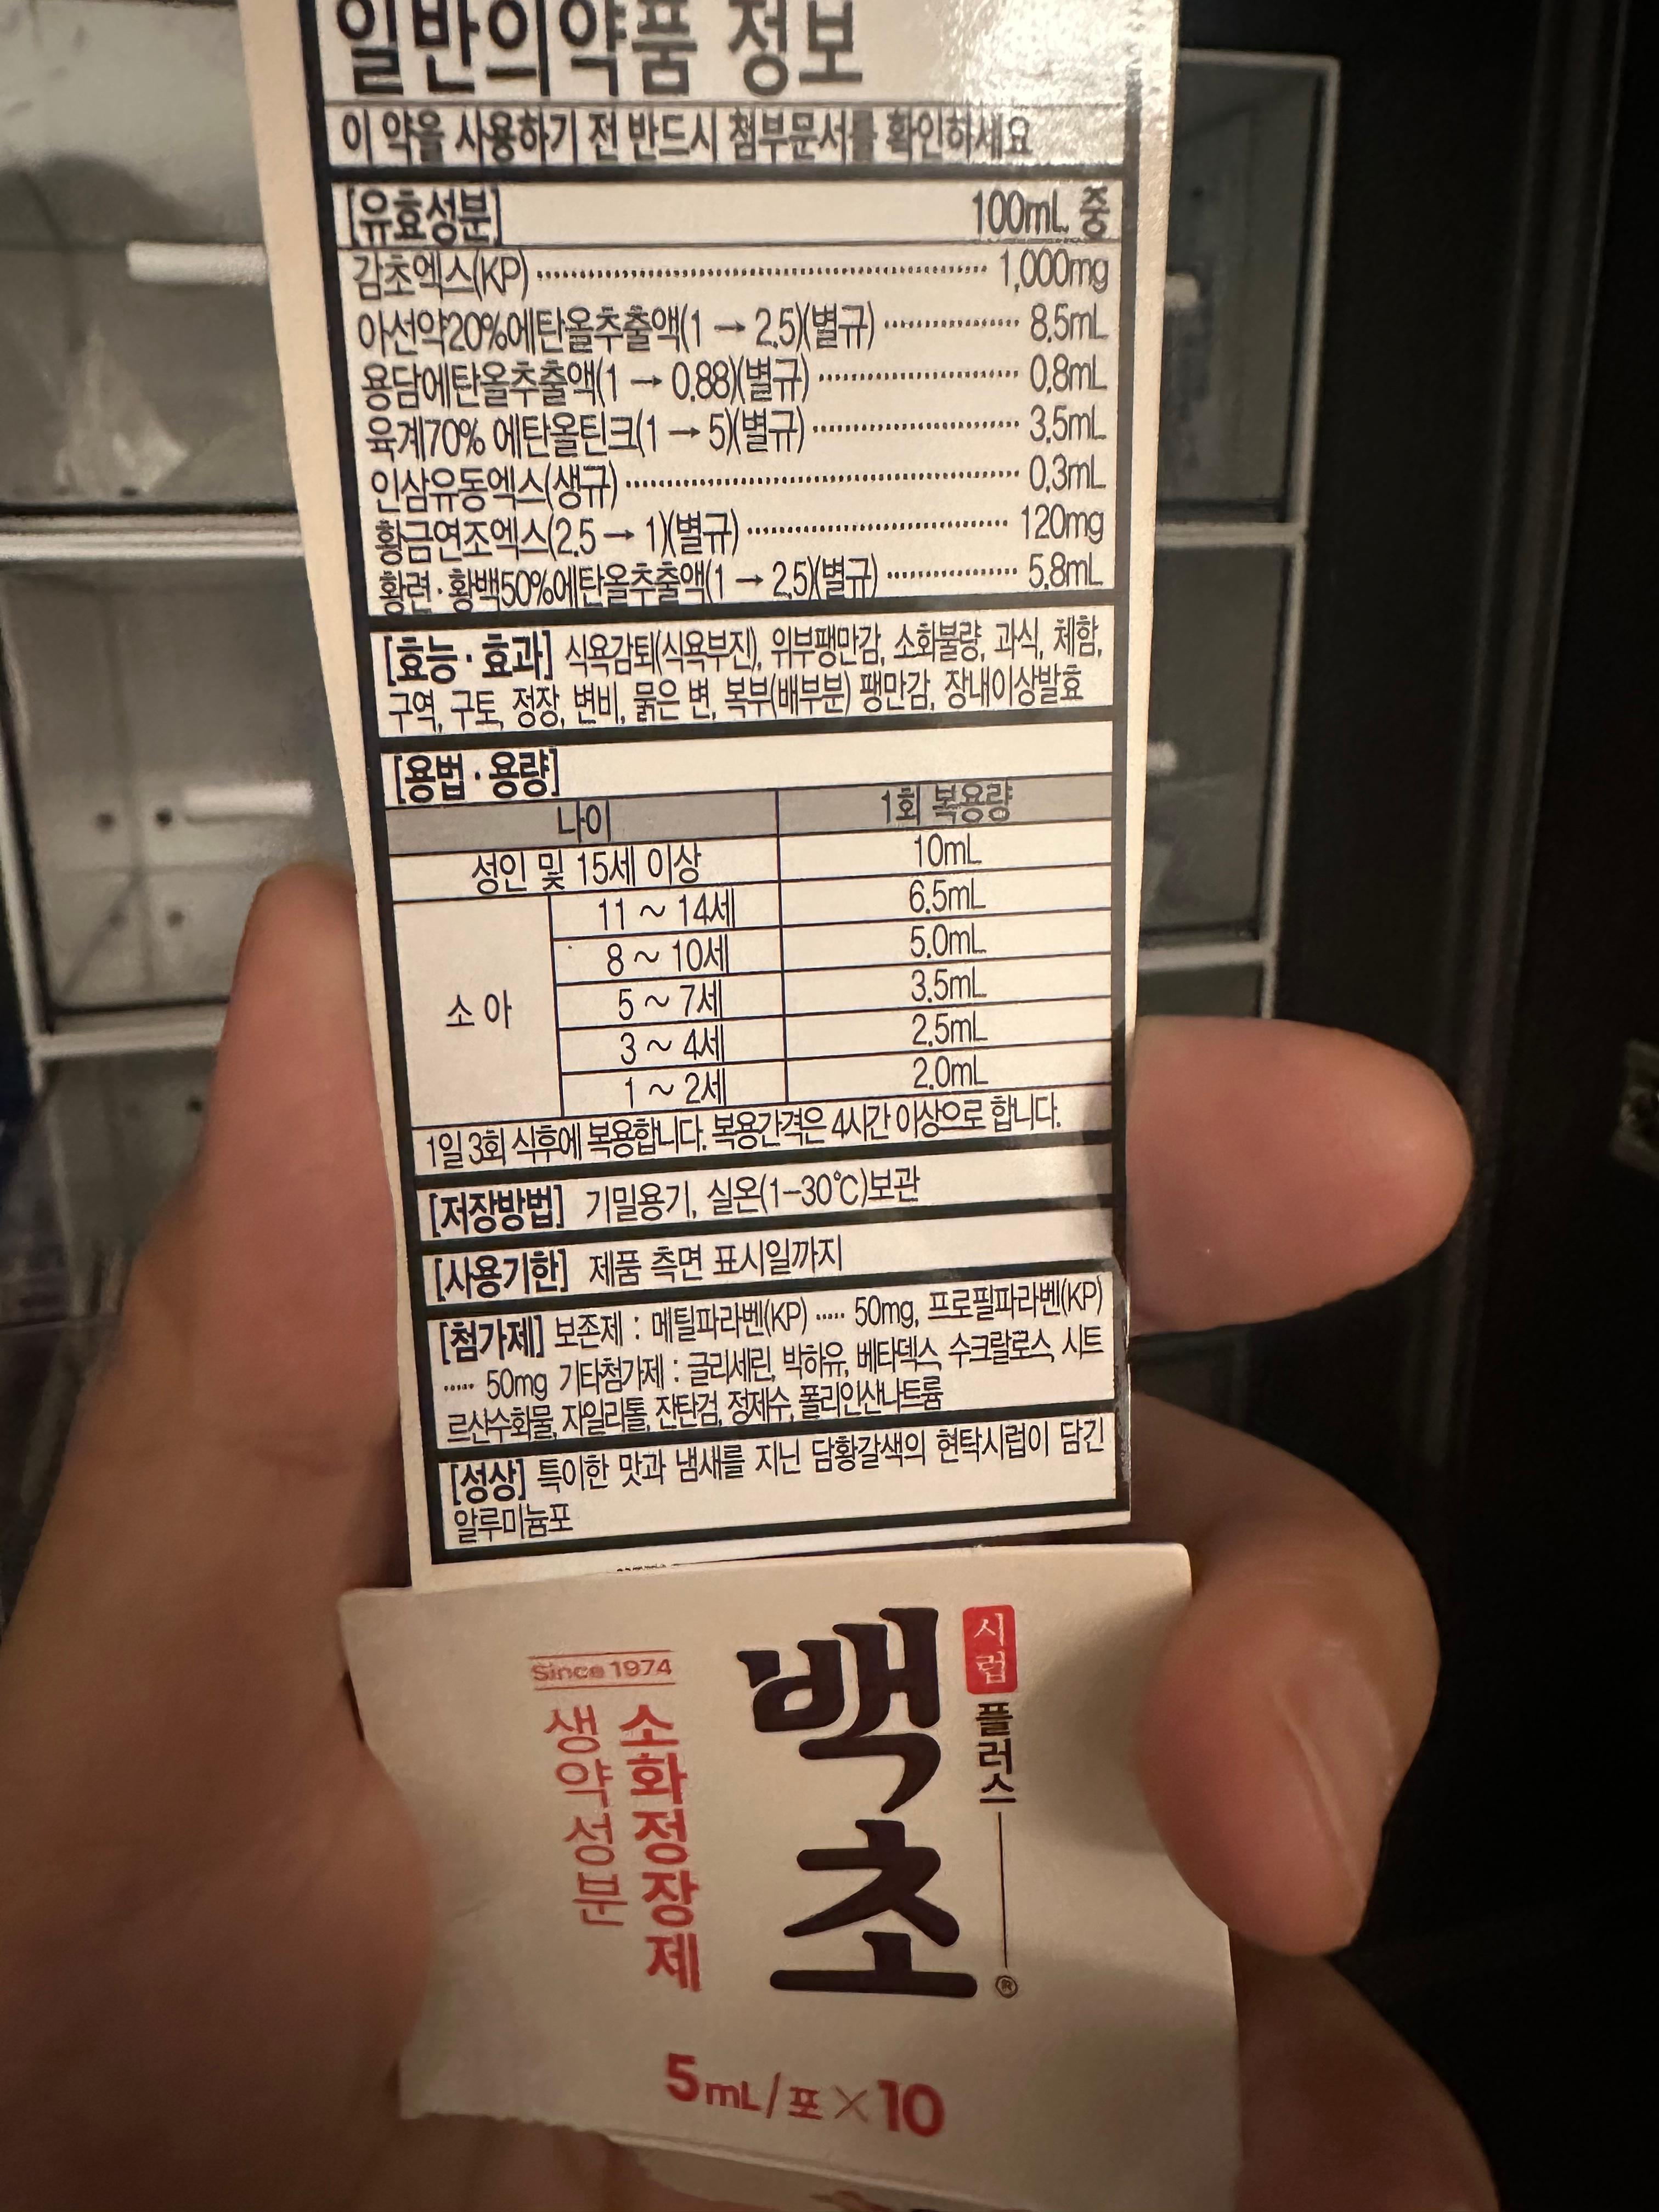 일반의약품 정보
이 약을 사용하기 전 반드시 첨부문서를 확인하세요
[유효성분] 100mL 중
감초엑스(KP) ⋯⋯⋯⋯⋯⋯⋯⋯ 1,000mg
아선약20%에탄올추출액(1 → 2.5)(별규) ⋯⋯⋯⋯ 8.5mL
용담에탄올추출액(1 → 0.88)(별규) ⋯⋯⋯⋯ 0.8mL
육계70% 에탄올틴크(1 → 5)(별규) ⋯⋯⋯⋯ 3.5mL
인삼유동엑스(생규) ⋯⋯⋯⋯⋯⋯⋯ 0.3mL
황금연조엑스(2.5 → 1)(별규) ⋯⋯⋯⋯⋯ 120mg
황련·황백50%에탄올추출액(1 → 2.5)(별규) ⋯⋯⋯⋯ 5.8mL
[효능·효과] 식욕감퇴(식욕부진), 위부팽만감, 소화불량, 과식, 체함,
구역, 구토, 정장, 변비, 묽은 변, 복부(배부분) 팽만감, 장내이상발효
[용법·용량]
나이 1회 복용량
성인 및 15세 이상 10mL
소 아 11 ~ 14세 6.5mL
8 ~ 10세 5.0mL
5 ~ 7세 3.5mL
3 ~ 4세 2.5mL
1 ~ 2세 2.0mL
1일 3회 식후에 복용합니다. 복용간격은 4시간 이상으로 합니다.
[저장방법] 기밀용기, 실온(1-30℃)보관
[사용기한] 제품 측면 표시일까지
[첨가제] 보존제 : 메틸파라벤(KP) ····· 50mg, 프로필파라벤(KP)
····· 50mg 기타첨가제 : 글리세린, 박하유, 베타덱스, 수크랄로스, 시트
르산수화물, 자일리톨, 잔탄검, 정제수, 폴리인산나트륨
[성상] 특이한 맛과 냄새를 지닌 담황갈색의 현탁시럽이 담긴
알루미늄포
시럽 플러스
백초®
Since 1974
소화정장제
생약성분
5mL/포×10